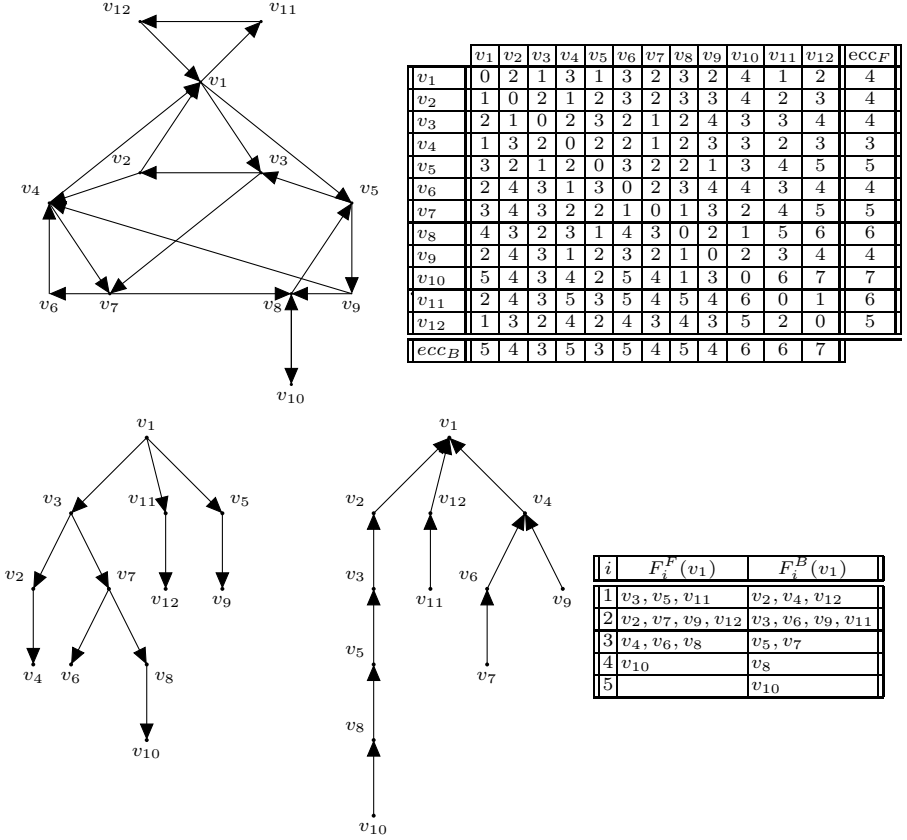 v12 v11
v1
v2 v3
v4 v5
v6 v7 v8 v9
v10
v1 v2 v3 v4 v5 v6 v7 v8 v9 v10 v11 v12 eccF
v1 0 2 1 3 1 3 2 3 2 4 1 2 4
v2 1 0 2 1 2 3 2 3 3 4 2 3 4
v3 2 1 0 2 3 2 1 2 4 3 3 4 4
v4 1 3 2 0 2 2 1 2 3 3 2 3 3
v5 3 2 1 2 0 3 2 2 1 3 4 5 5
v6 2 4 3 1 3 0 2 3 4 4 3 4 4
v7 3 4 3 2 2 1 0 1 3 2 4 5 5
v8 4 3 2 3 1 4 3 0 2 1 5 6 6
v9 2 4 3 1 2 3 2 1 0 2 3 4 4
v10 5 4 3 4 2 5 4 1 3 0 6 7 7
v11 2 4 3 5 3 5 4 5 4 6 0 1 6
v12 1 3 2 4 2 4 3 4 3 5 2 0 5
eccB 5 4 3 5 3 5 4 5 4 6 6 7
v1
v3 v11 v5
v2 v7 v12 v9
v4 v6 v8
v10
v1
v2 v12 v4
v3 v11 v6 v9
v5 v7
v8
v10
i F_i^F(v1) F_i^B(v1)
1 v3, v5, v11 v2, v4, v12
2 v2, v7, v9, v12 v3, v6, v9, v11
3 v4, v6, v8 v5, v7
4 v10 v8
5 v10